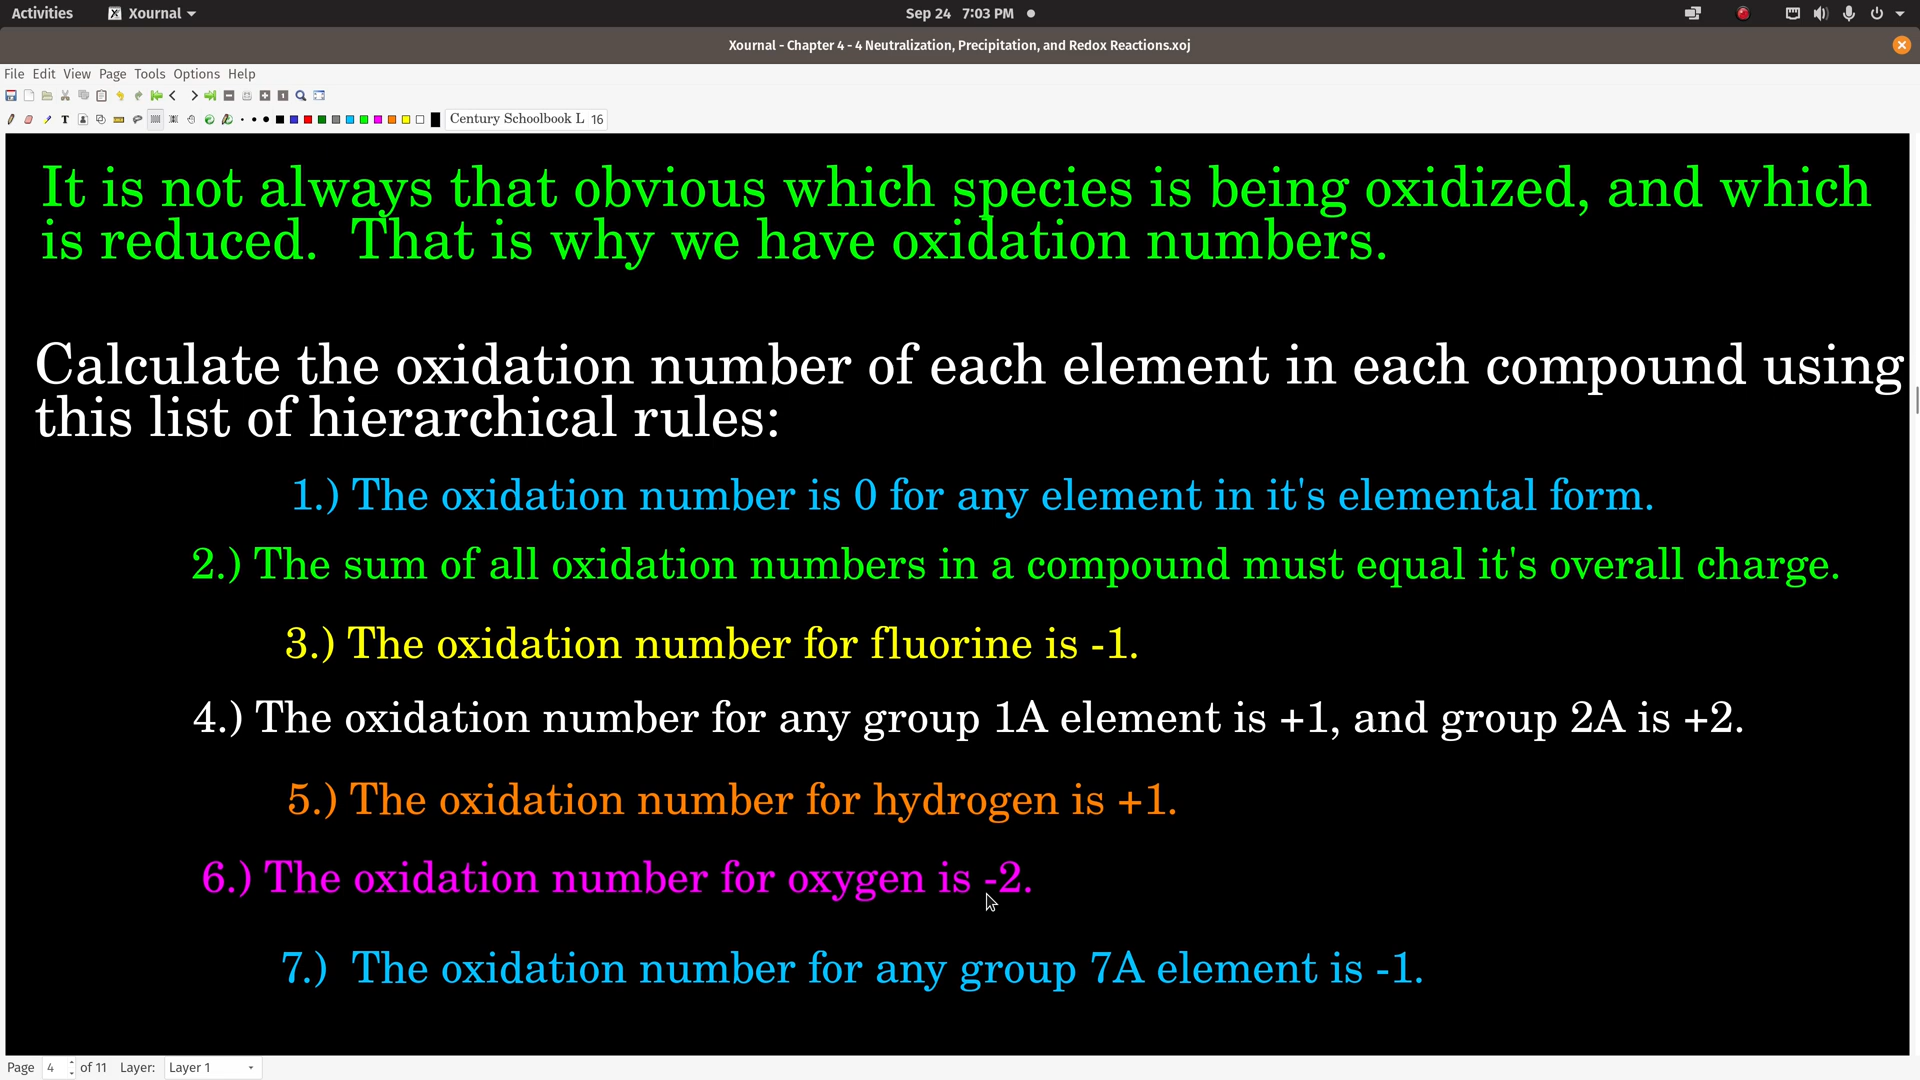 Activities Xournal Sep 24 7:03 PM
Xournal - Chapter 4 - 4 Neutralization, Precipitation, and Redox Reactions.xoj
File Edit View Page Tools Options Help
Century Schoolbook L 16
It is not always that obvious which species is being oxidized, and which
is reduced. That is why we have oxidation numbers.
Calculate the oxidation number of each element in each compound using
this list of hierarchical rules:
1.) The oxidation number is 0 for any element in it's elemental form.
2.) The sum of all oxidation numbers in a compound must equal it's overall charge.
3.) The oxidation number for fluorine is -1.
4.) The oxidation number for any group 1A element is +1, and group 2A is +2.
5.) The oxidation number for hydrogen is +1.
6.) The oxidation number for oxygen is -2.
7.) The oxidation number for any group 7A element is -1.
Page 4 of 11 Layer: Layer 1